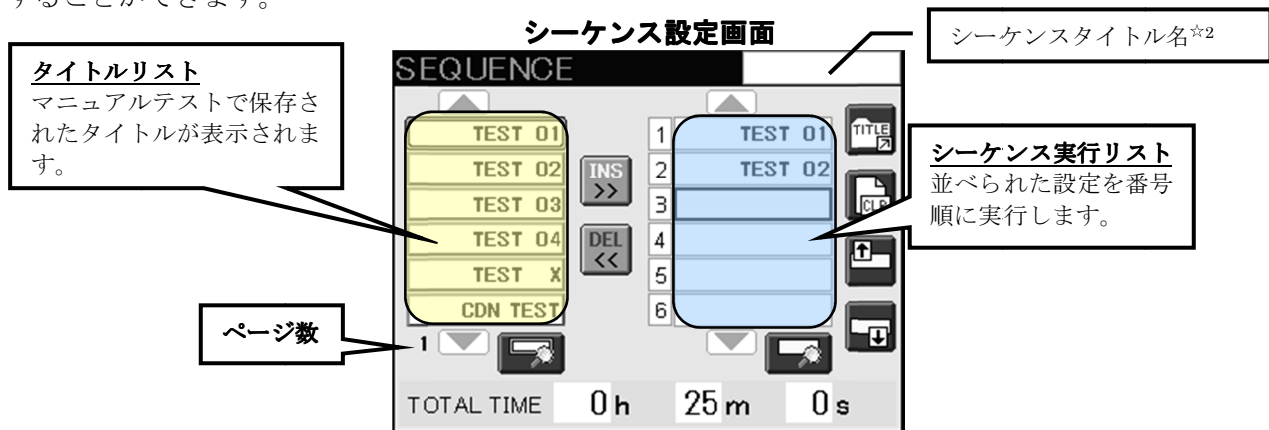 することができます。
シーケンス設定画面
シーケンスタイトル名☆2
タイトルリスト
マニュアルテストで保存さ
れたタイトルが表示されま
す。
SEQUENCE
TEST 01
TEST 02
TEST 03
TEST 04
TEST X
CDN TEST
INS
>>
DEL
<<
1 TEST 01
2 TEST 02
3
4
5
6
TITLE
CLR
シーケンス実行リスト
並べられた設定を番号
順に実行します。
ページ数
1
TOTAL TIME 0 h 25 m 0 s